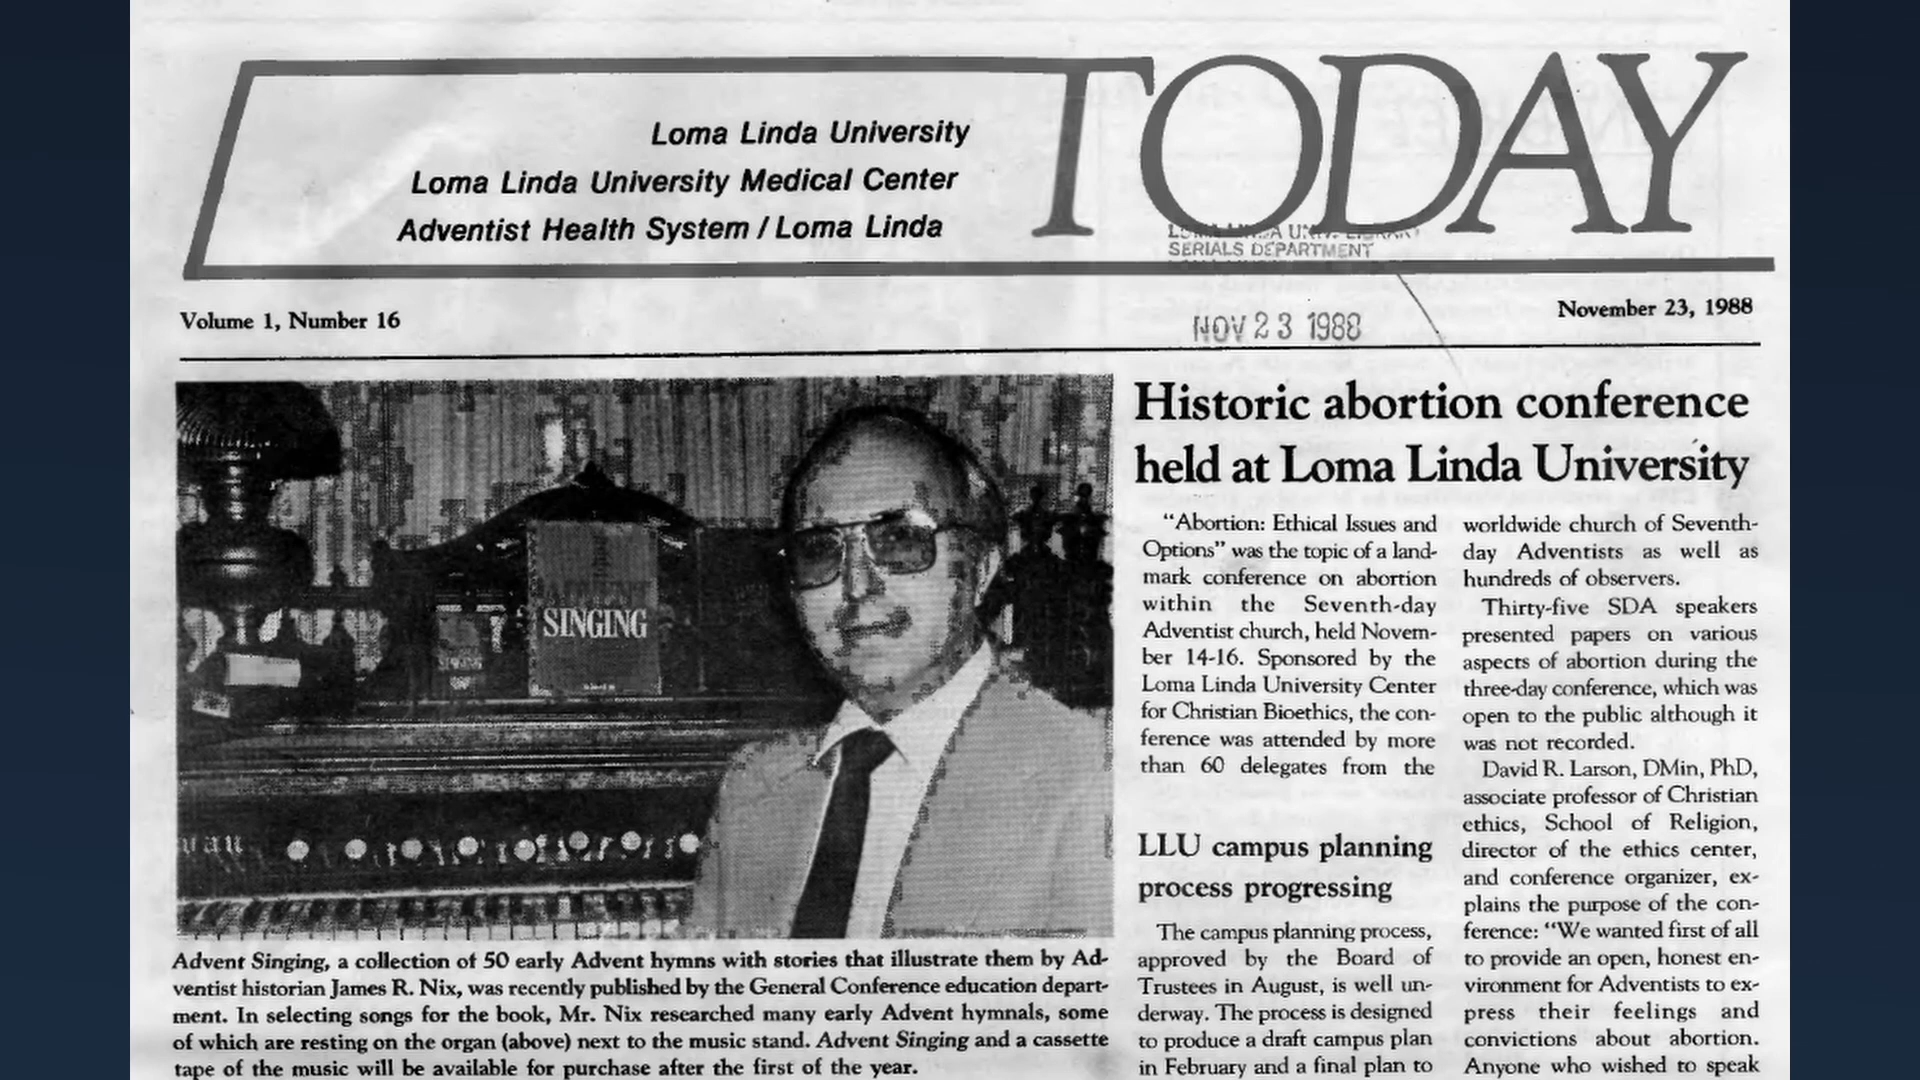 TODAY
Loma Linda University
Loma Linda University Medical Center
Adventist Health System / Loma Linda
SERIALS DEPARTMENT
Volume 1, Number 16
NOV 23 1988
November 23, 1988
SINGING
Advent Singing, a collection of 50 early Advent hymns with stories that illustrate them by Ad-
ventist historian James R. Nix, was recently published by the General Conference education depart-
ment. In selecting songs for the book, Mr. Nix researched many early Advent hymnals, some
of which are resting on the organ (above) next to the music stand. Advent Singing and a cassette
tape of the music will be available for purchase after the first of the year.
Historic abortion conference
held at Loma Linda University
"Abortion: Ethical Issues and
Options" was the topic of a land-
mark conference on abortion
within the Seventh-day
Adventist church, held Novem-
ber 14-16. Sponsored by the
Loma Linda University Center
for Christian Bioethics, the con-
ference was attended by more
than 60 delegates from the
worldwide church of Seventh-
day Adventists as well as
hundreds of observers.
Thirty-five SDA speakers
presented papers on various
aspects of abortion during the
three-day conference, which was
open to the public although it
was not recorded.
David R. Larson, DMin, PhD,
associate professor of Christian
ethics, School of Religion,
director of the ethics center,
and conference organizer, ex-
plains the purpose of the con-
ference: "We wanted first of all
to provide an open, honest en-
vironment for Adventists to ex-
press their feelings and
convictions about abortion.
Anyone who wished to speak
LLU campus planning
process progressing
The campus planning process,
approved by the Board of
Trustees in August, is well un-
derway. The process is designed
to produce a draft campus plan
in February and a final plan to